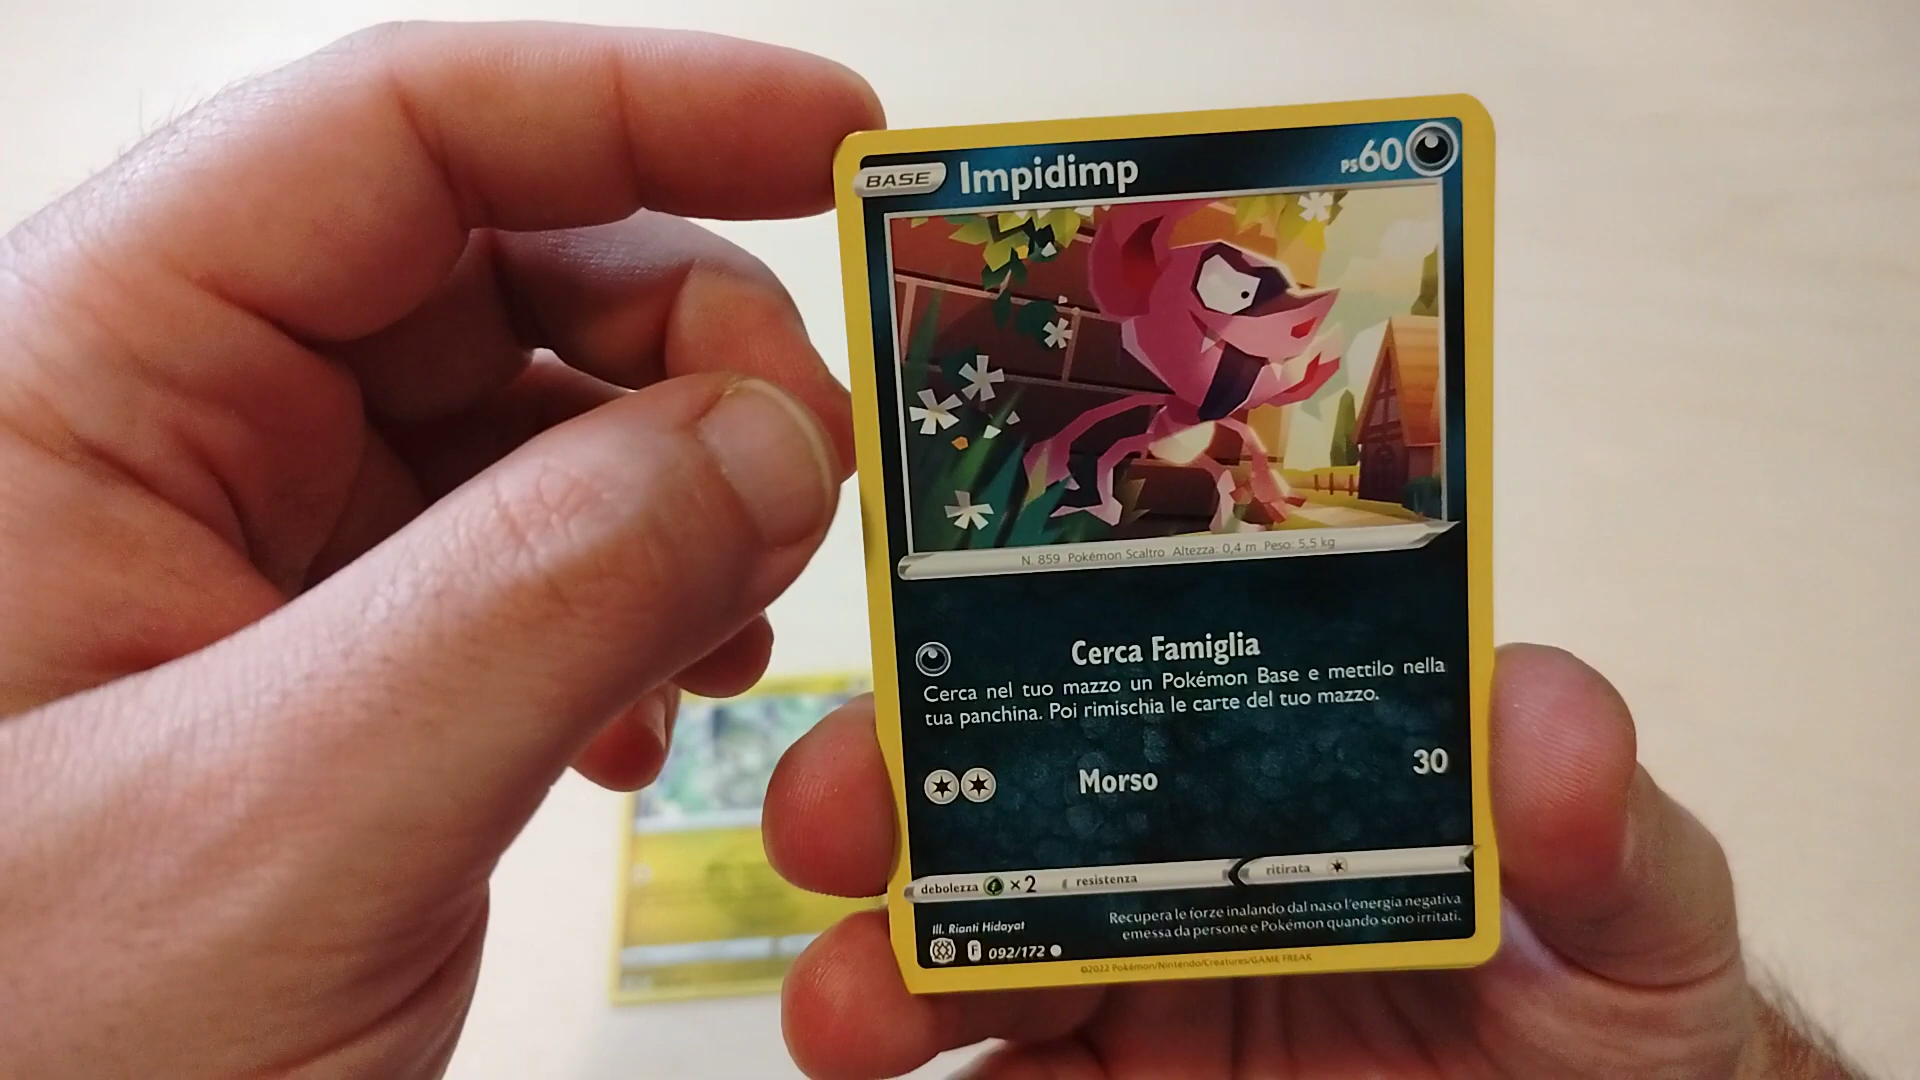 BASE Impidimp PS60
N. 859 Pokémon Scaltro Altezza: 0,4 m Peso: 5,5 kg
Cerca Famiglia
Cerca nel tuo mazzo un Pokémon Base e mettilo nella
tua panchina. Poi rimischia le carte del tuo mazzo.
Morso 30
debolezza ×2 resistenza ritirata
Ill. Rianti Hidayat
Recupera le forze inalando dal naso l'energia negativa
emessa da persone e Pokémon quando sono irritati.
F 092/172
©2022 Pokémon/Nintendo/Creatures/GAME FREAK